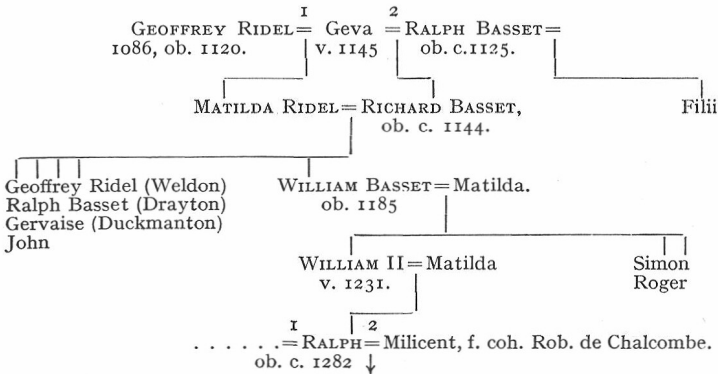 1 2
GEOFFREY RIDEL= Geva =RALPH BASSET=
1086, ob. 1120. v. 1145 ob. c.1125.
MATILDA RIDEL=RICHARD BASSET, Filii
ob. c. 1144.
Geoffrey Ridel (Weldon) WILLIAM BASSET=Matilda.
Ralph Basset (Drayton) ob. 1185
Gervaise (Duckmanton)
John
WILLIAM II=Matilda Simon
v. 1231. Roger
1 2
. . . . . .=RALPH=Milicent, f. coh. Rob. de Chalcombe.
ob. c. 1282